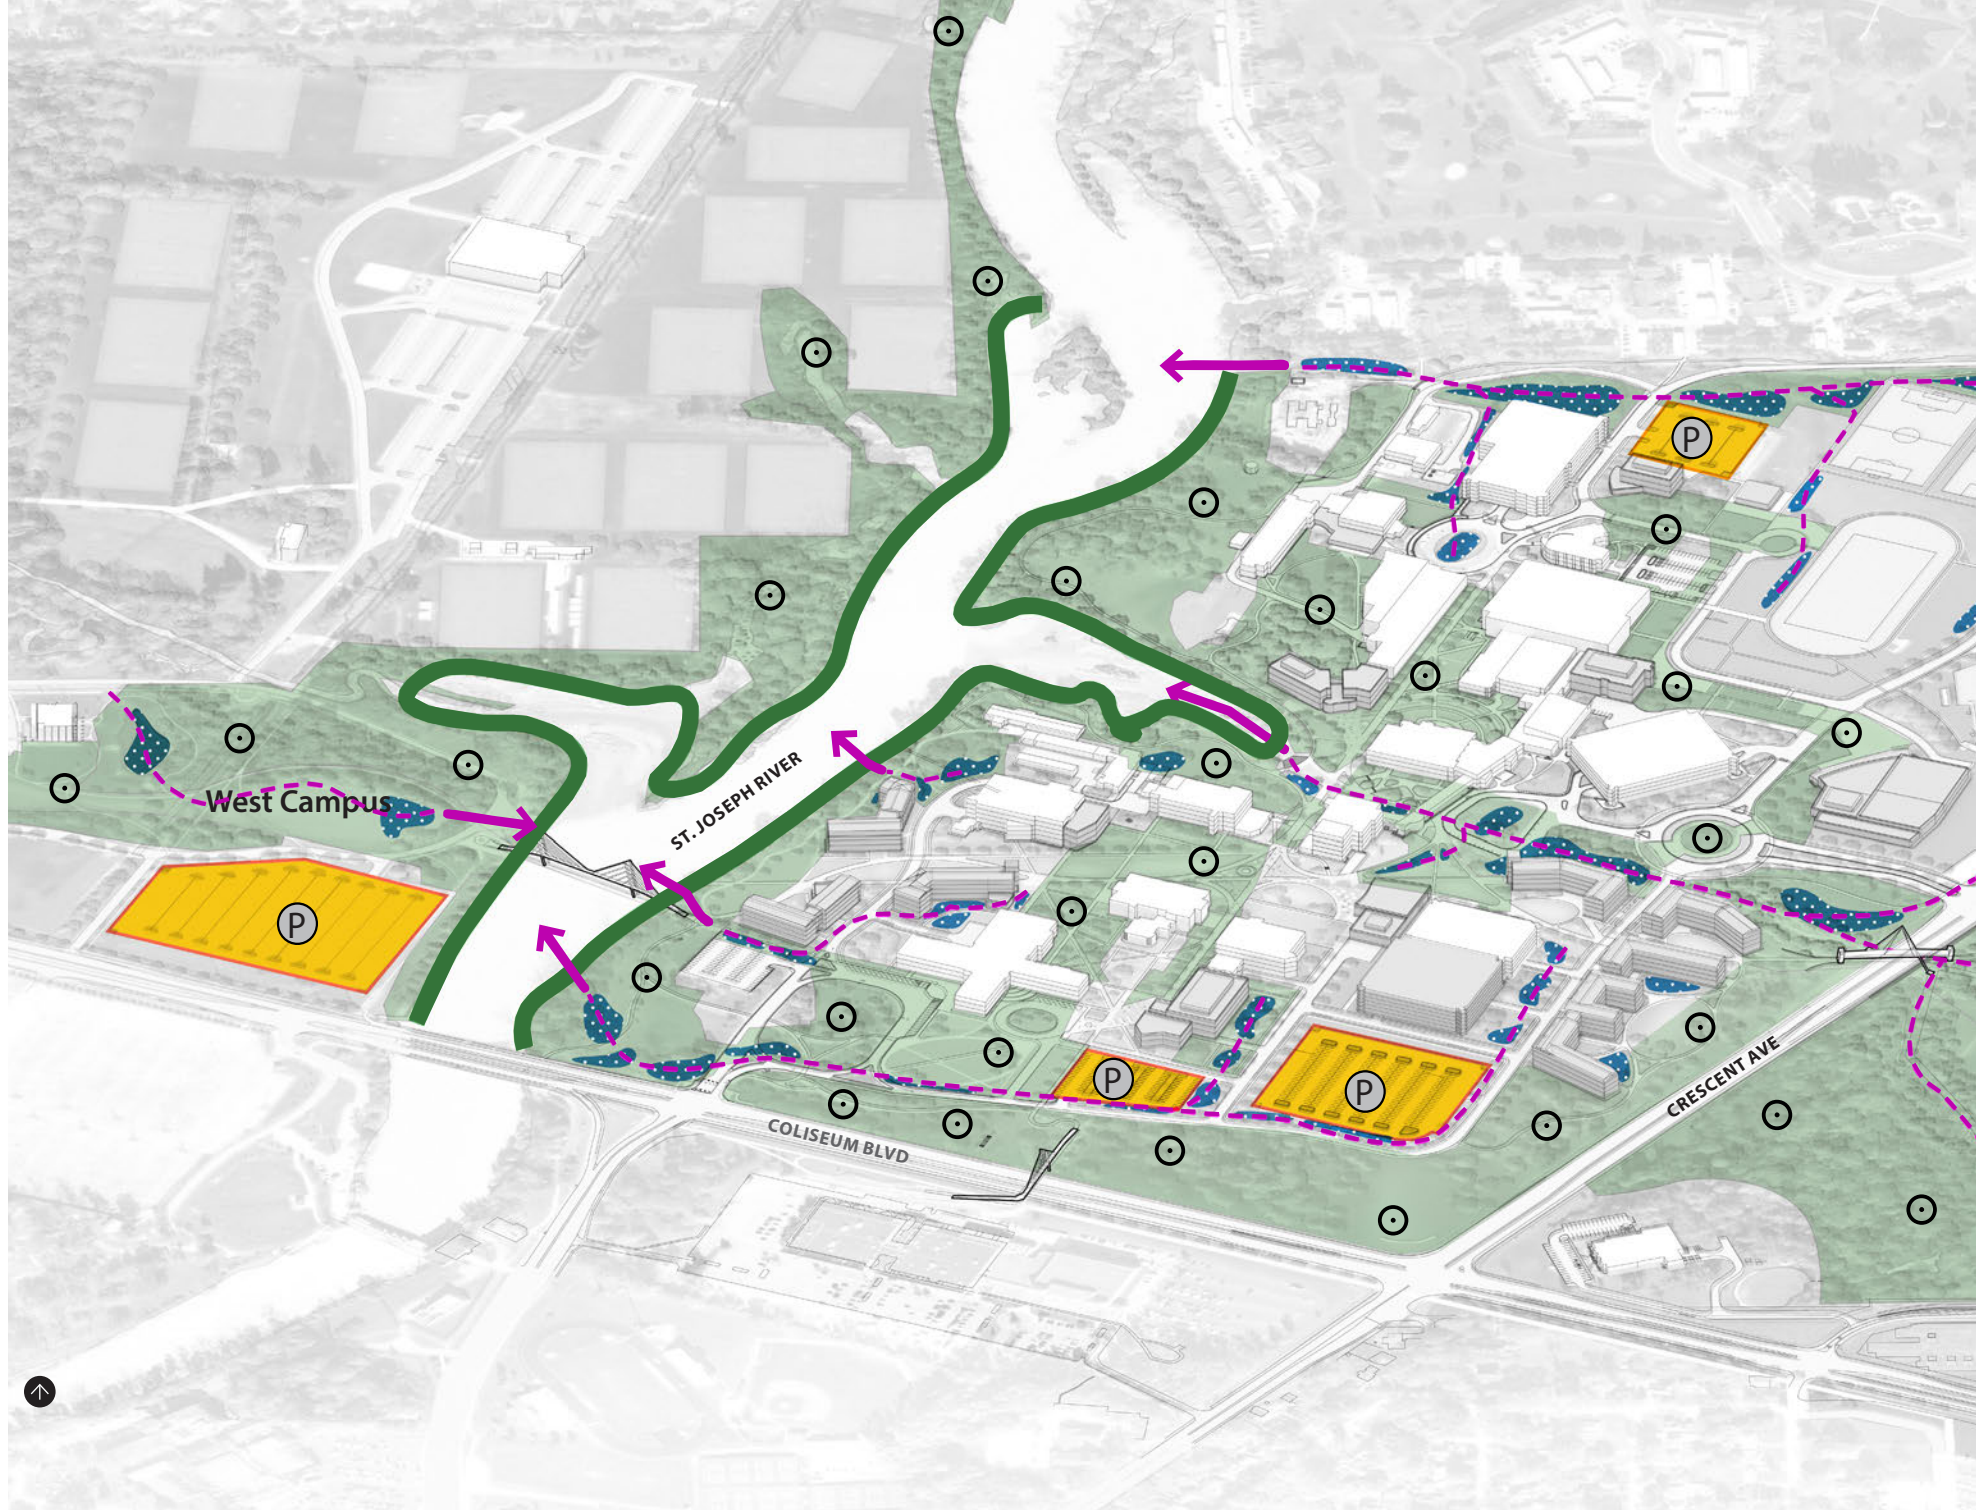 P
West Campus
ST. JOSEPH RIVER
P
P
P
CRESCENT AVE
COLISEUM BLVD